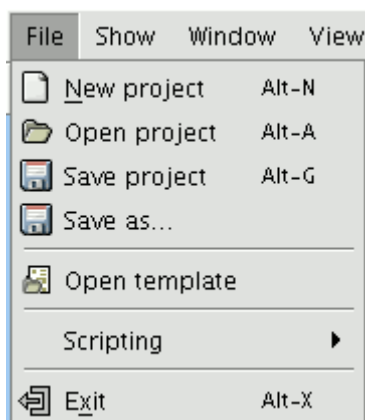 File Show Window View
New project Alt-N
Open project Alt-A
Save project Alt-G
Save as...
Open template
Scripting
Exit Alt-X